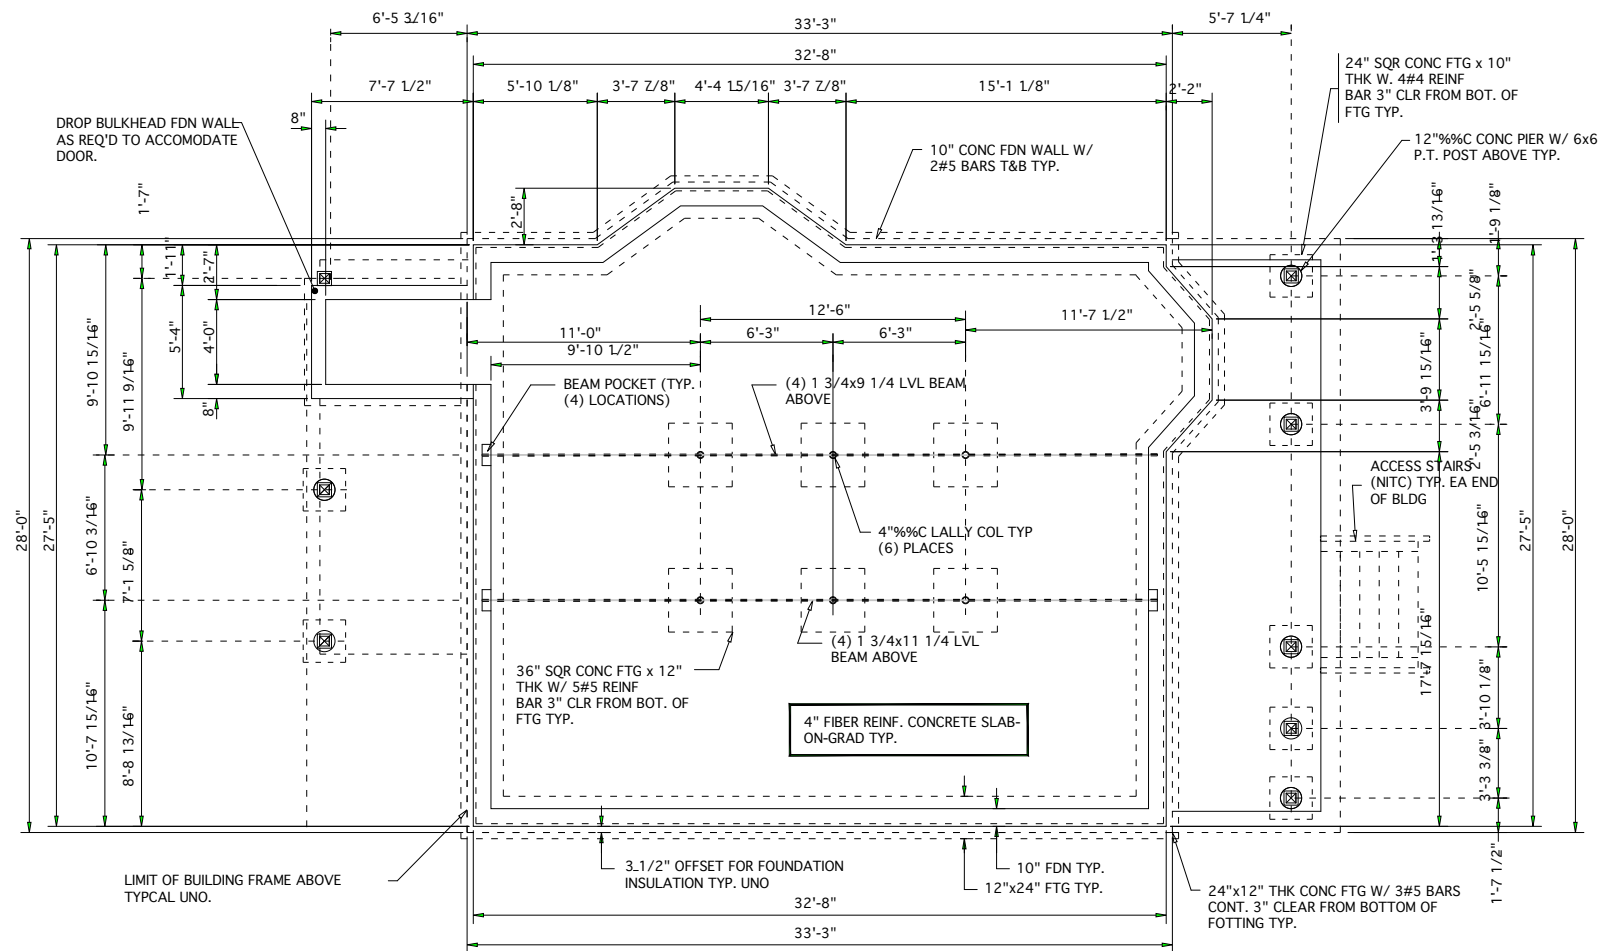 6'-5 3/16"
33'-3"
5'-7 1/4"
32'-8"
7'-7 1/2"
5'-10 1/8"
3'-7 7/8"
4'-4 15/16"
3'-7 7/8"
15'-1 1/8"
2'-2"
24" SQR CONC FTG x 10"
THK W. 4#4 REINF
BAR 3" CLR FROM BOT. OF
FTG TYP.
8"
DROP BULKHEAD FDN WALL
AS REQ'D TO ACCOMODATE
DOOR.
10" CONC FDN WALL W/
2#5 BARS T&B TYP.
12"%%C CONC PIER W/ 6x6
P.T. POST ABOVE TYP.
1'-7"
2'-8"
1'-3 13/16"
1'-9 1/8"
1'-11"
2'-7"
12'-6"
11'-7 1/2"
2'-5 5/8"
11'-0"
6'-3"
6'-3"
9'-10 1/2"
5'-4"
4'-0"
8"
9'-10 15/16"
9'-11 9/16"
BEAM POCKET (TYP.
(4) LOCATIONS)
(4) 1 3/4x9 1/4 LVL BEAM
ABOVE
3'-9 15/16"
6'-11 15/16"
2'-5 3/16"
ACCESS STAIRS
(NITC) TYP. EA END
OF BLDG
28'-0"
27'-5"
6'-10 3/16"
7'-1 5/8"
4"%%C LALLY COL TYP
(6) PLACES
10'-5 15/16"
27'-5"
28'-0"
(4) 1 3/4x11 1/4 LVL
BEAM ABOVE
36" SQR CONC FTG x 12"
THK W/ 5#5 REINF
BAR 3" CLR FROM BOT. OF
FTG TYP.
17'-7 15/16"
3'-10 1/8"
10'-7 15/16"
8'-8 13/16"
4" FIBER REINF. CONCRETE SLAB-
ON-GRAD TYP.
3'-3 3/8"
1'-7 1/2"
LIMIT OF BUILDING FRAME ABOVE
TYPCAL UNO.
3 1/2" OFFSET FOR FOUNDATION
INSULATION TYP. UNO
10" FDN TYP.
12"x24" FTG TYP.
24"x12" THK CONC FTG W/ 3#5 BARS
CONT. 3" CLEAR FROM BOTTOM OF
FOTTING TYP.
32'-8"
33'-3"